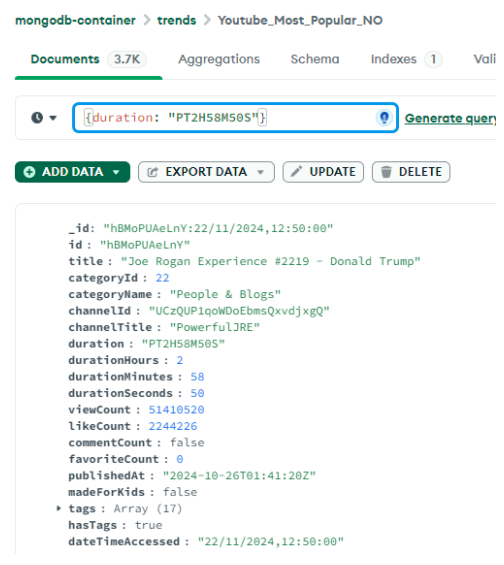 mongodb-container > trends > Youtube_Most_Popular_NO
Documents 3.7K Aggregations Schema Indexes 1 Vali
{duration: "PT2H58M50S"} Generate query
ADD DATA EXPORT DATA UPDATE DELETE
_id: "hBMoPUAeLnY:22/11/2024,12:50:00"
id : "hBMoPUAeLnY"
title : "Joe Rogan Experience #2219 - Donald Trump"
categoryId : 22
categoryName : "People & Blogs"
channelId : "UCzQUP1qoWDoEbmsQxvdjxgQ"
channelTitle : "PowerfulJRE"
duration : "PT2H58M50S"
durationHours : 2
durationMinutes : 58
durationSeconds : 50
viewCount : 51410520
likeCount : 2244226
commentCount : false
favoriteCount : 0
publishedAt : "2024-10-26T01:41:20Z"
madeForKids : false
tags : Array (17)
hasTags : true
dateTimeAccessed : "22/11/2024,12:50:00"